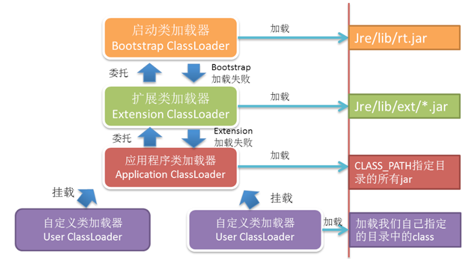 启动类加载器
Bootstrap ClassLoader
加载
Jre/lib/rt.jar
委托
Bootstrap
加载失败
扩展类加载器
Extension ClassLoader
加载
Jre/lib/ext/*.jar
委托
Extension
加载失败
应用程序类加载器
Application ClassLoader
加载
CLASS_PATH指定目
录的所有jar
挂载
挂载
自定义类加载器
User ClassLoader
自定义类加载器
User ClassLoader
加载
加载我们自己指定
的目录中的class